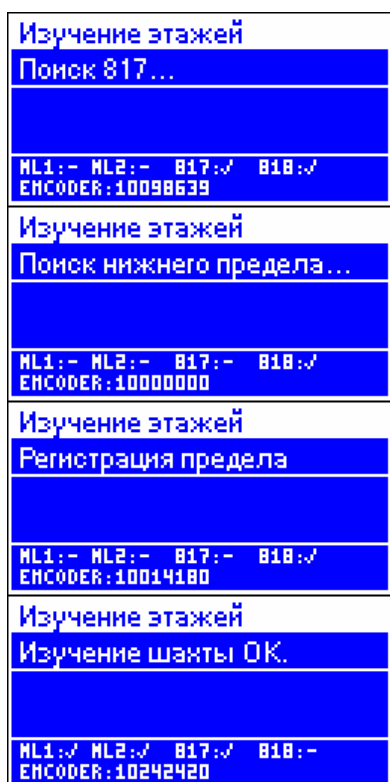 Изучение этажей
Поиск 817...
ML1:- ML2:- 817:√ 818:√
ENCODER:10098639
Изучение этажей
Поиск нижнего предела...
ML1:- ML2:- 817:- 818:√
ENCODER:10000000
Изучение этажей
Регистрация предела
ML1:- ML2:- 817:- 818:√
ENCODER:10014180
Изучение этажей
Изучение шахты ОК.
ML1:√ ML2:√ 817:√ 818:-
ENCODER:10242420